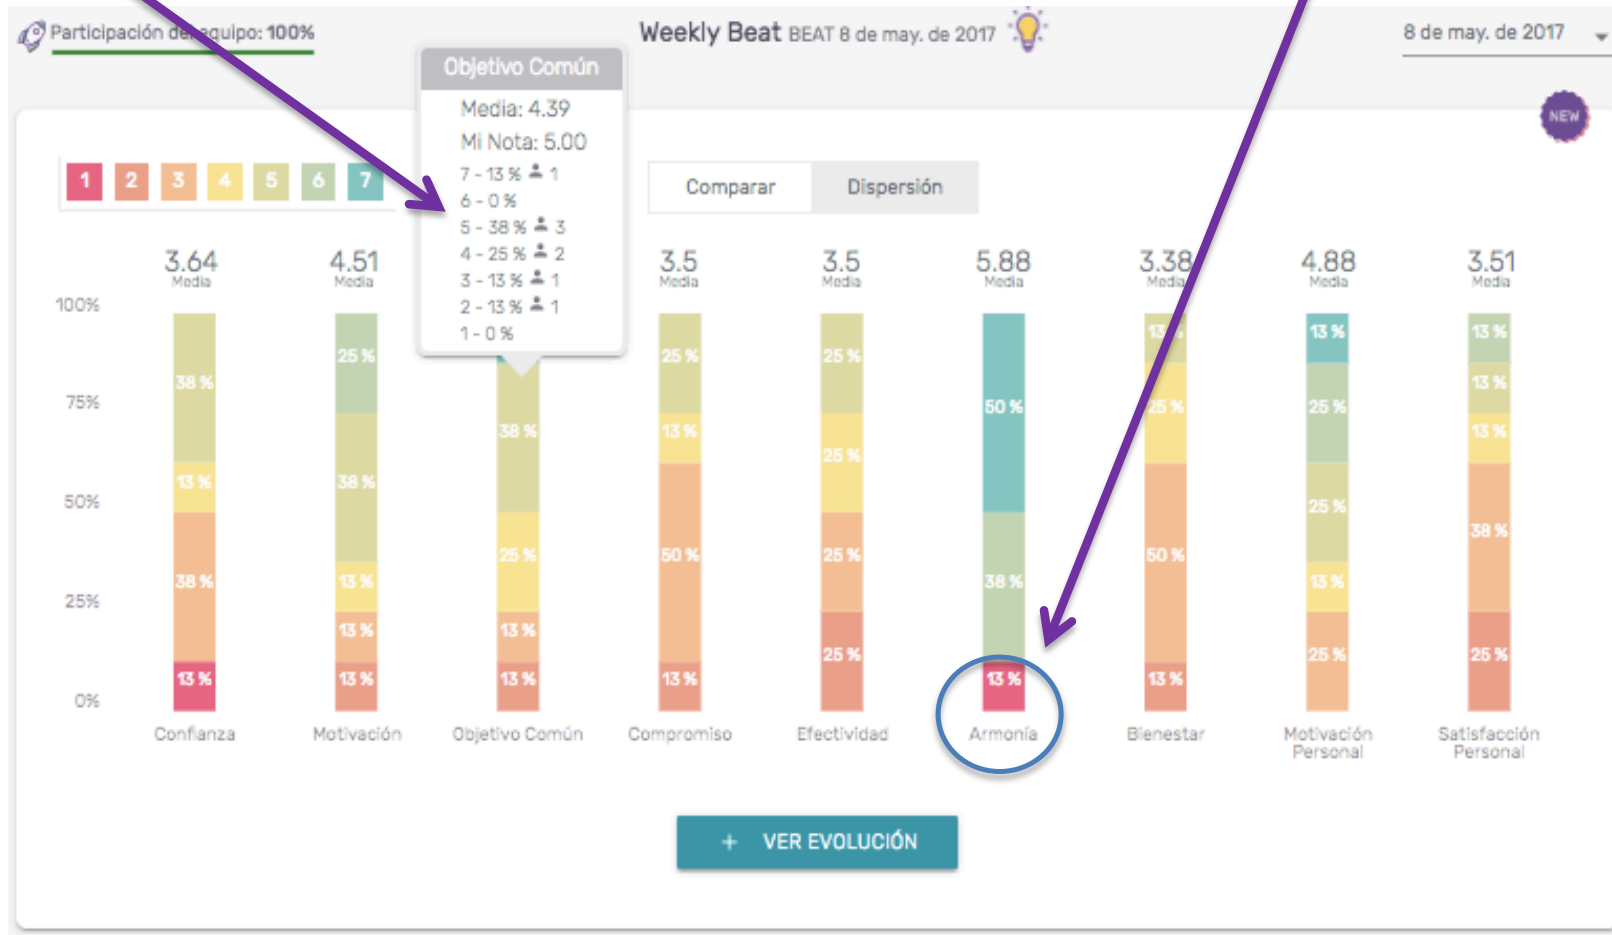 Participación del equipo: 100%
Weekly Beat BEAT 8 de may. de 2017
8 de may. de 2017
NEW
Objetivo Común
Media: 4.39
Mi Nota: 5.00
7 - 13 % 1
6 - 0 %
5 - 38 % 3
4 - 25 % 2
3 - 13 % 1
2 - 13 % 1
1 - 0 %
1 2 3 4 5 6 7
Comparar Dispersión
3.64 4.51 3.5 3.5 5.88 3.38 4.88 3.51
Media Media Media Media Media Media Media Media
100%
75%
50%
25%
0%
38 %
13 %
38 %
13 %
25 %
38 %
13 %
13 %
13 %
38 %
25 %
13 %
13 %
25 %
13 %
50 %
13 %
25 %
25 %
25 %
25 %
50 %
38 %
13 %
13 %
25 %
50 %
13 %
13 %
25 %
25 %
13 %
25 %
13 %
13 %
13 %
38 %
25 %
Confianza
Motivación
Objetivo Común
Compromiso
Efectividad
Armonía
Bienestar
Motivación
Personal
Satisfacción
Personal
+ VER EVOLUCIÓN